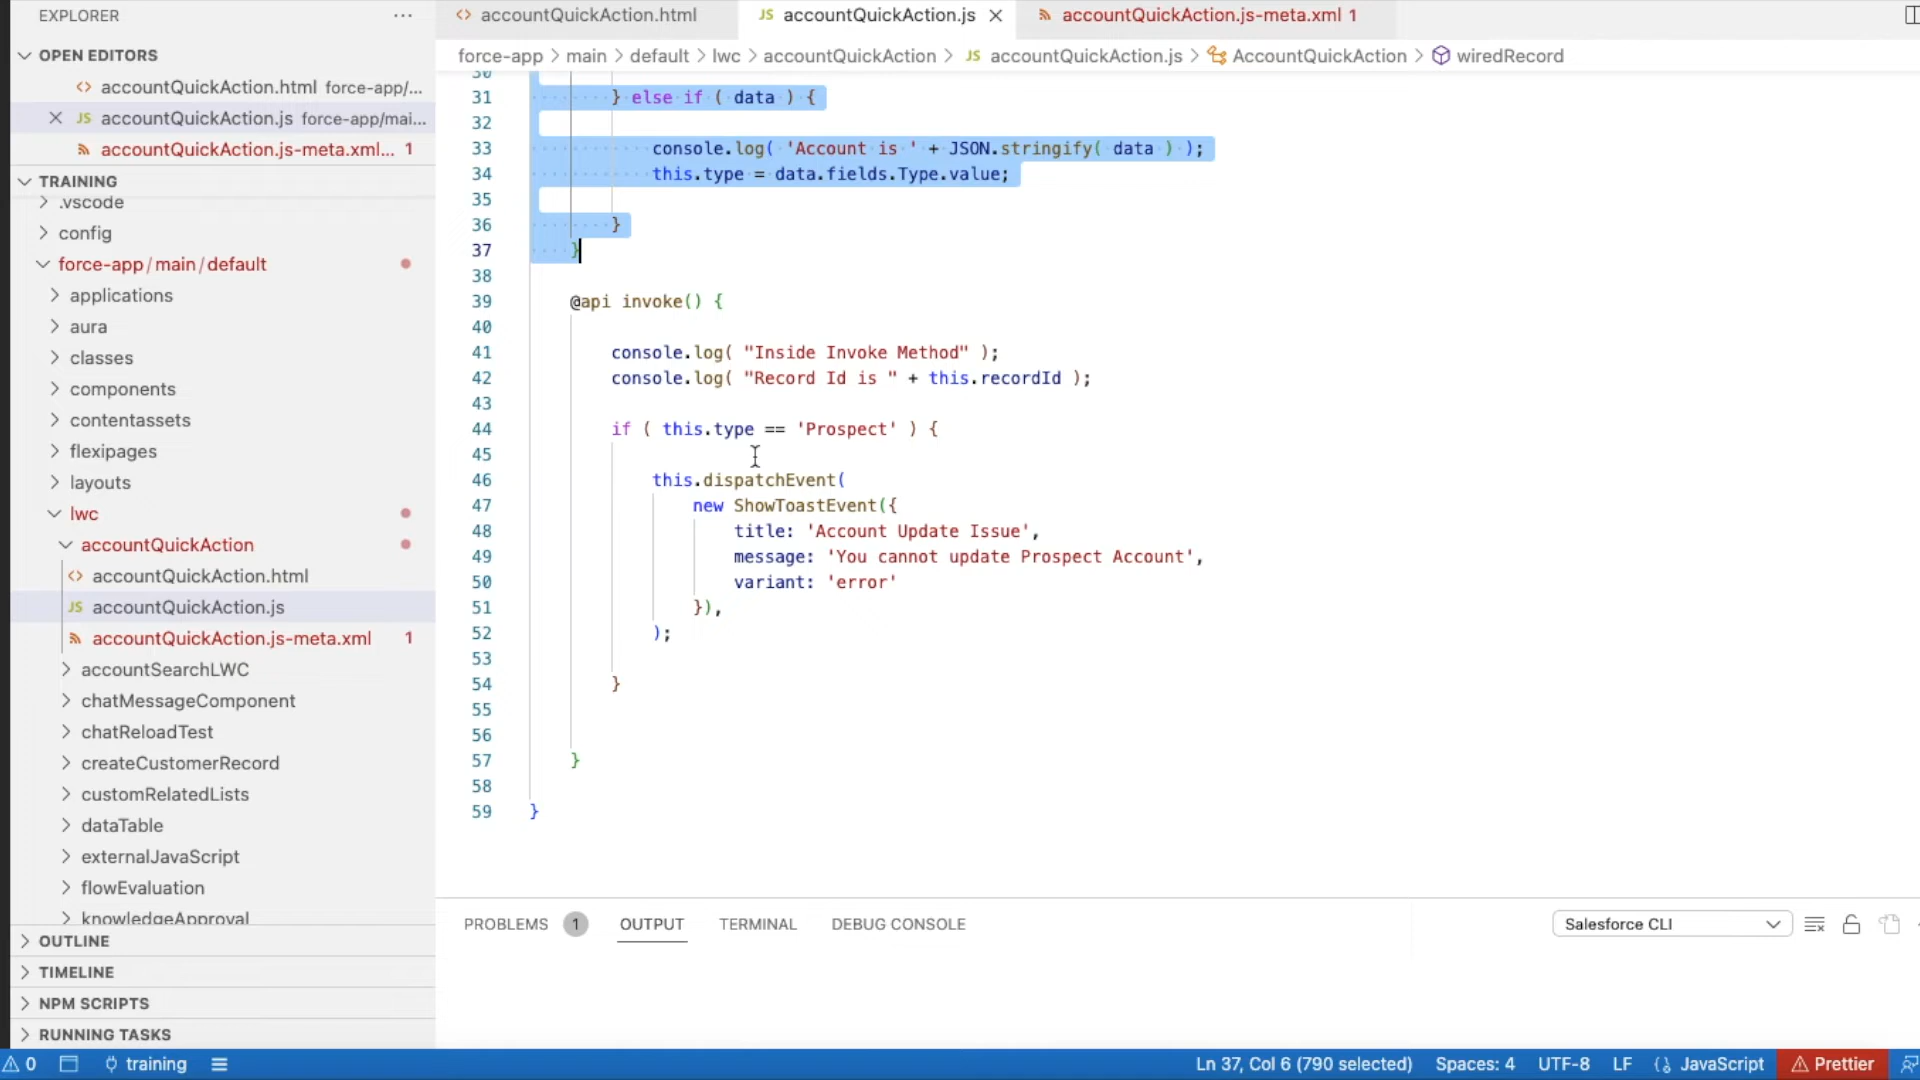 EXPLORER
OPEN EDITORS
accountQuickAction.html force-app/...
accountQuickAction.js force-app/mai...
accountQuickAction.js-meta.xml... 1
TRAINING
.vscode
config
force-app/main/default
applications
aura
classes
components
contentassets
flexipages
layouts
lwc
accountQuickAction
accountQuickAction.html
JS accountQuickAction.js
accountQuickAction.js-meta.xml 1
accountSearchLWC
chatMessageComponent
chatReloadTest
createCustomerRecord
customRelatedLists
dataTable
externalJavaScript
flowEvaluation
knowledgeApproval
OUTLINE
TIMELINE
NPM SCRIPTS
RUNNING TASKS
accountQuickAction.html
JS accountQuickAction.js
accountQuickAction.js-meta.xml 1
force-app > main > default > lwc > accountQuickAction > JS accountQuickAction.js > AccountQuickAction > wiredRecord
30
31 } else if ( data ) {
32
33 console.log( 'Account is ' + JSON.stringify( data ) );
34 this.type = data.fields.Type.value;
35
36 }
37 }
38
39 @api invoke() {
40
41 console.log( "Inside Invoke Method" );
42 console.log( "Record Id is " + this.recordId );
43
44 if ( this.type == 'Prospect' ) {
45
46 this.dispatchEvent(
47 new ShowToastEvent({
48 title: 'Account Update Issue',
49 message: 'You cannot update Prospect Account',
50 variant: 'error'
51 }),
52 );
53
54 }
55
56
57 }
58
59 }
PROBLEMS 1 OUTPUT TERMINAL DEBUG CONSOLE
Salesforce CLI
0 training
Ln 37, Col 6 (790 selected) Spaces: 4 UTF-8 LF {} JavaScript Prettier